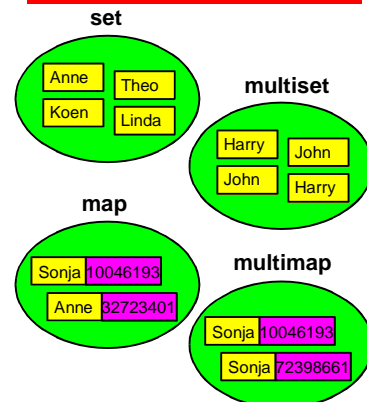 set
Anne
Theo
Koen
Linda
multiset
Harry
John
John
Harry
map
Sonja 10046193
Anne 32723401
multimap
Sonja 10046193
Sonja 72398661